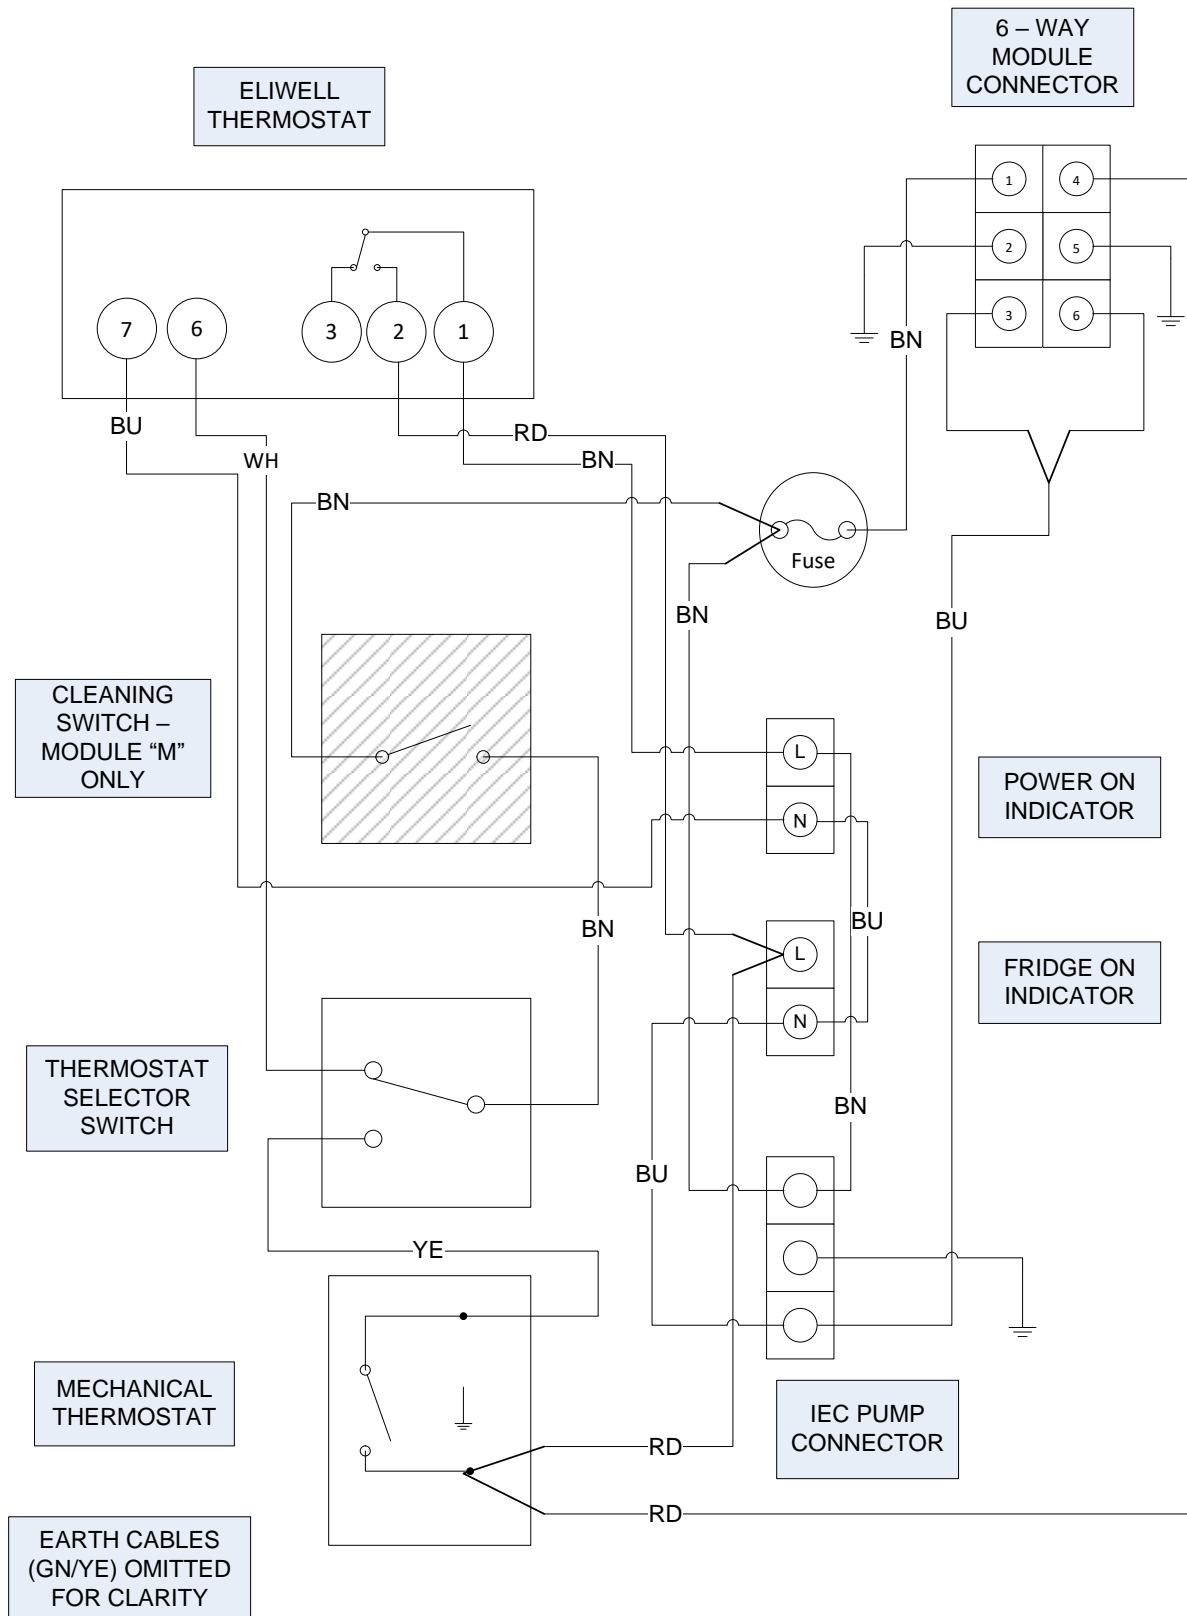 6 – WAY
MODULE
CONNECTOR
ELIWELL
THERMOSTAT
1
4
2
5
3
6
7
6
3
2
1
BN
BU
RD
WH
BN
BN
Fuse
BN
BU
CLEANING
SWITCH –
MODULE “M”
ONLY
L
N
POWER ON
INDICATOR
BU
BN
L
N
FRIDGE ON
INDICATOR
THERMOSTAT
SELECTOR
SWITCH
BN
BU
YE
MECHANICAL
THERMOSTAT
IEC PUMP
CONNECTOR
RD
RD
EARTH CABLES
(GN/YE) OMITTED
FOR CLARITY